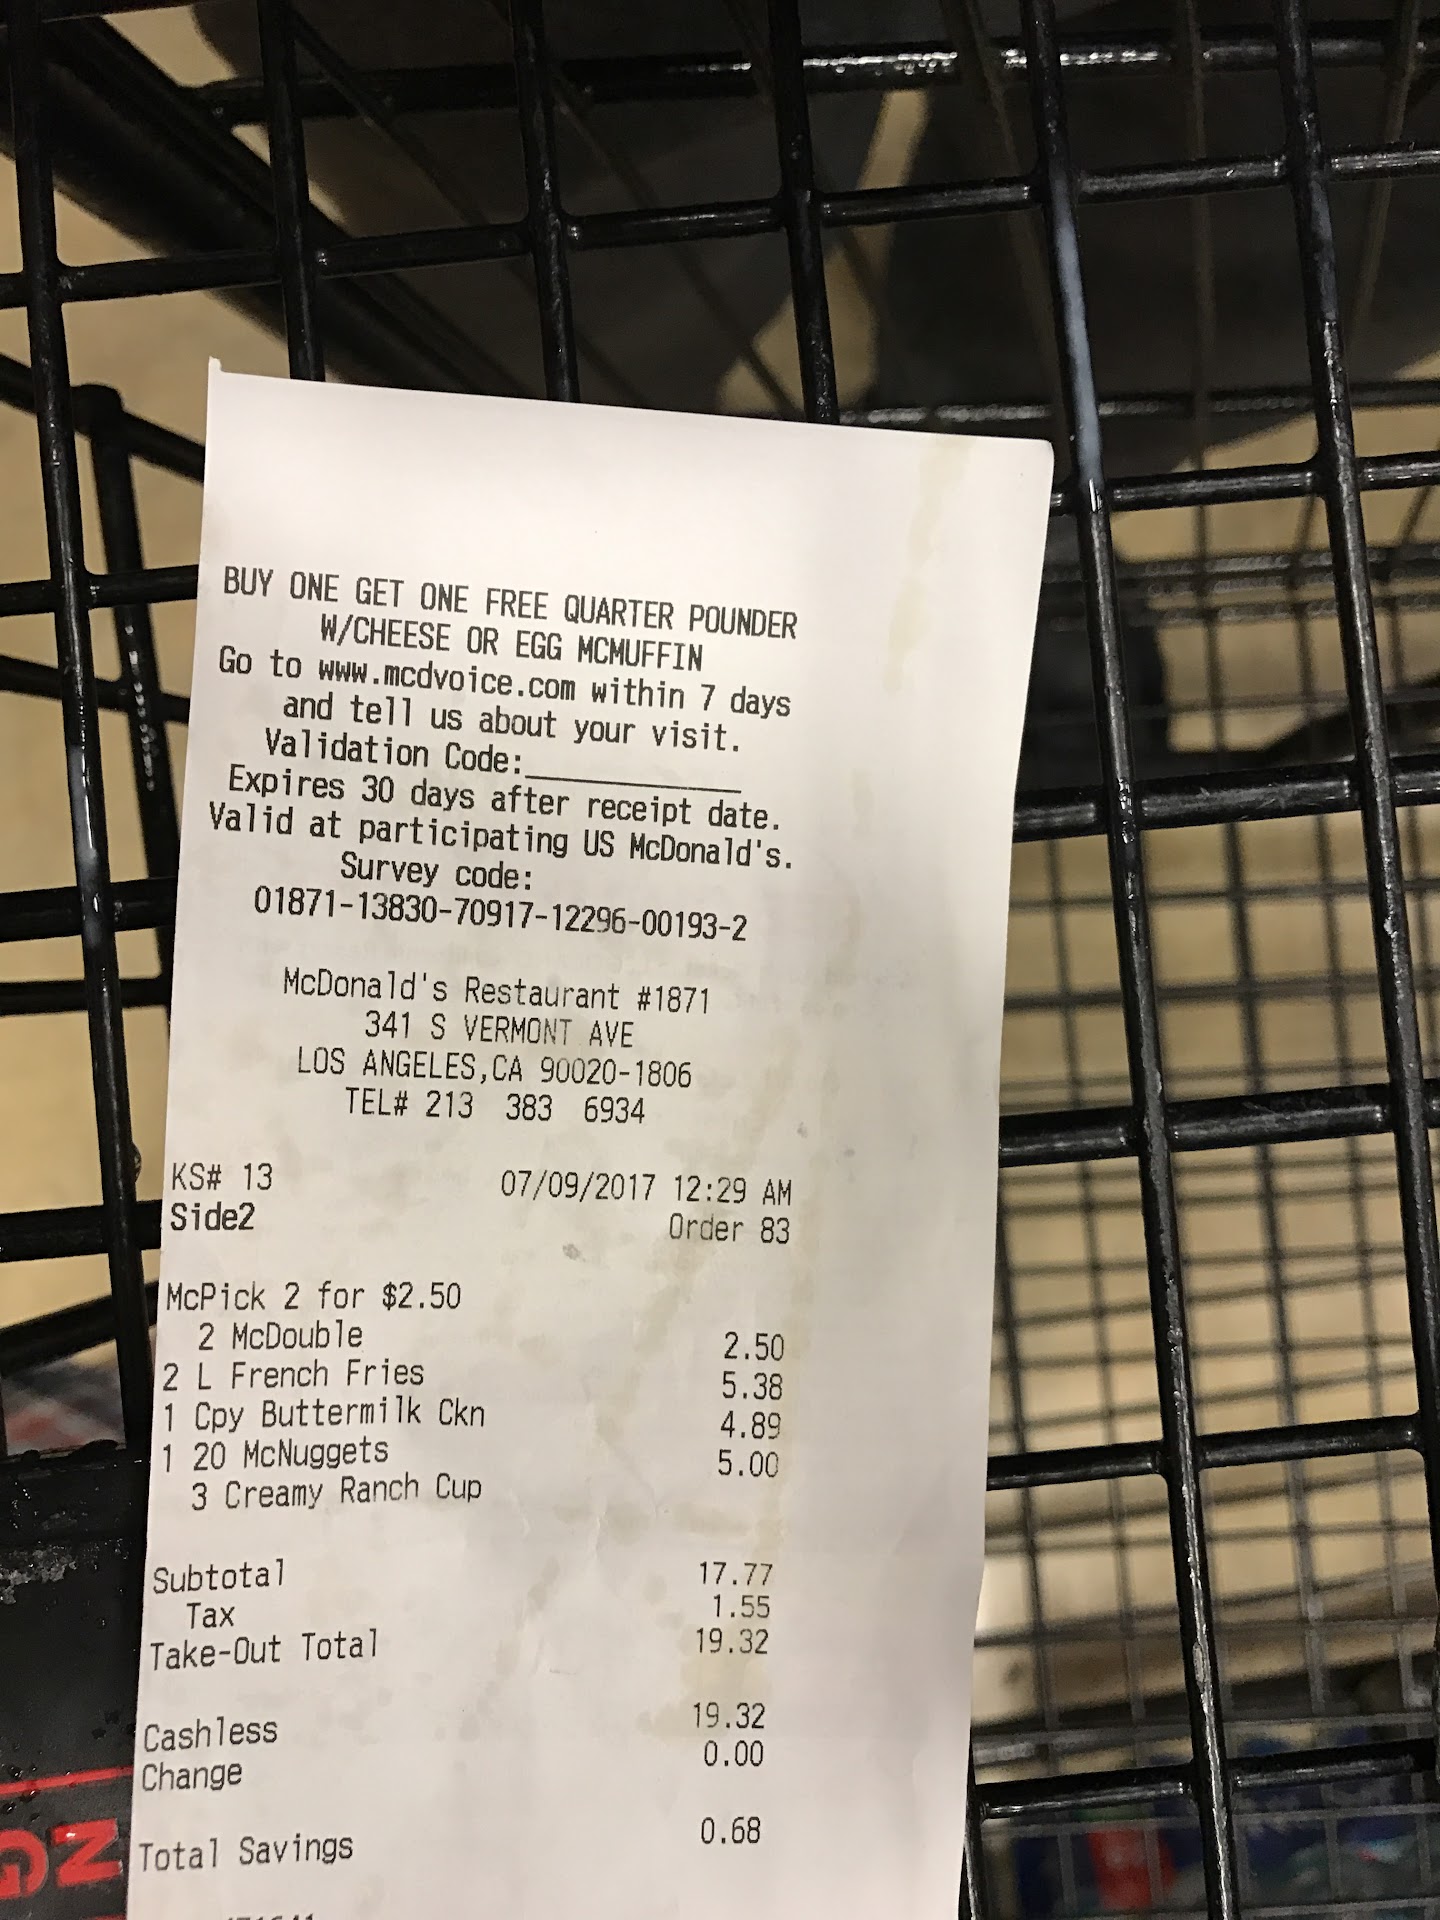 BUY ONE GET ONE FREE QUARTER POUNDER
W/CHEESE OR EGG MCMUFFIN
Go to www.mcdvoice.com within 7 days
and tell us about your visit.
Validation Code:______________
Expires 30 days after receipt date.
Valid at participating US McDonald's.
Survey code:
01871-13830-70917-12296-00193-2
McDonald's Restaurant #1871
341 S VERMONT AVE
LOS ANGELES,CA 90020-1806
TEL# 213 383 6934
KS# 13 07/09/2017 12:29 AM
Side2 Order 83
McPick 2 for $2.50
2 McDouble 2.50
2 L French Fries 5.38
1 Cpy Buttermilk Ckn 4.89
1 20 McNuggets 5.00
3 Creamy Ranch Cup
Subtotal 17.77
Tax 1.55
Take-Out Total 19.32
Cashless 19.32
Change 0.00
Total Savings 0.68